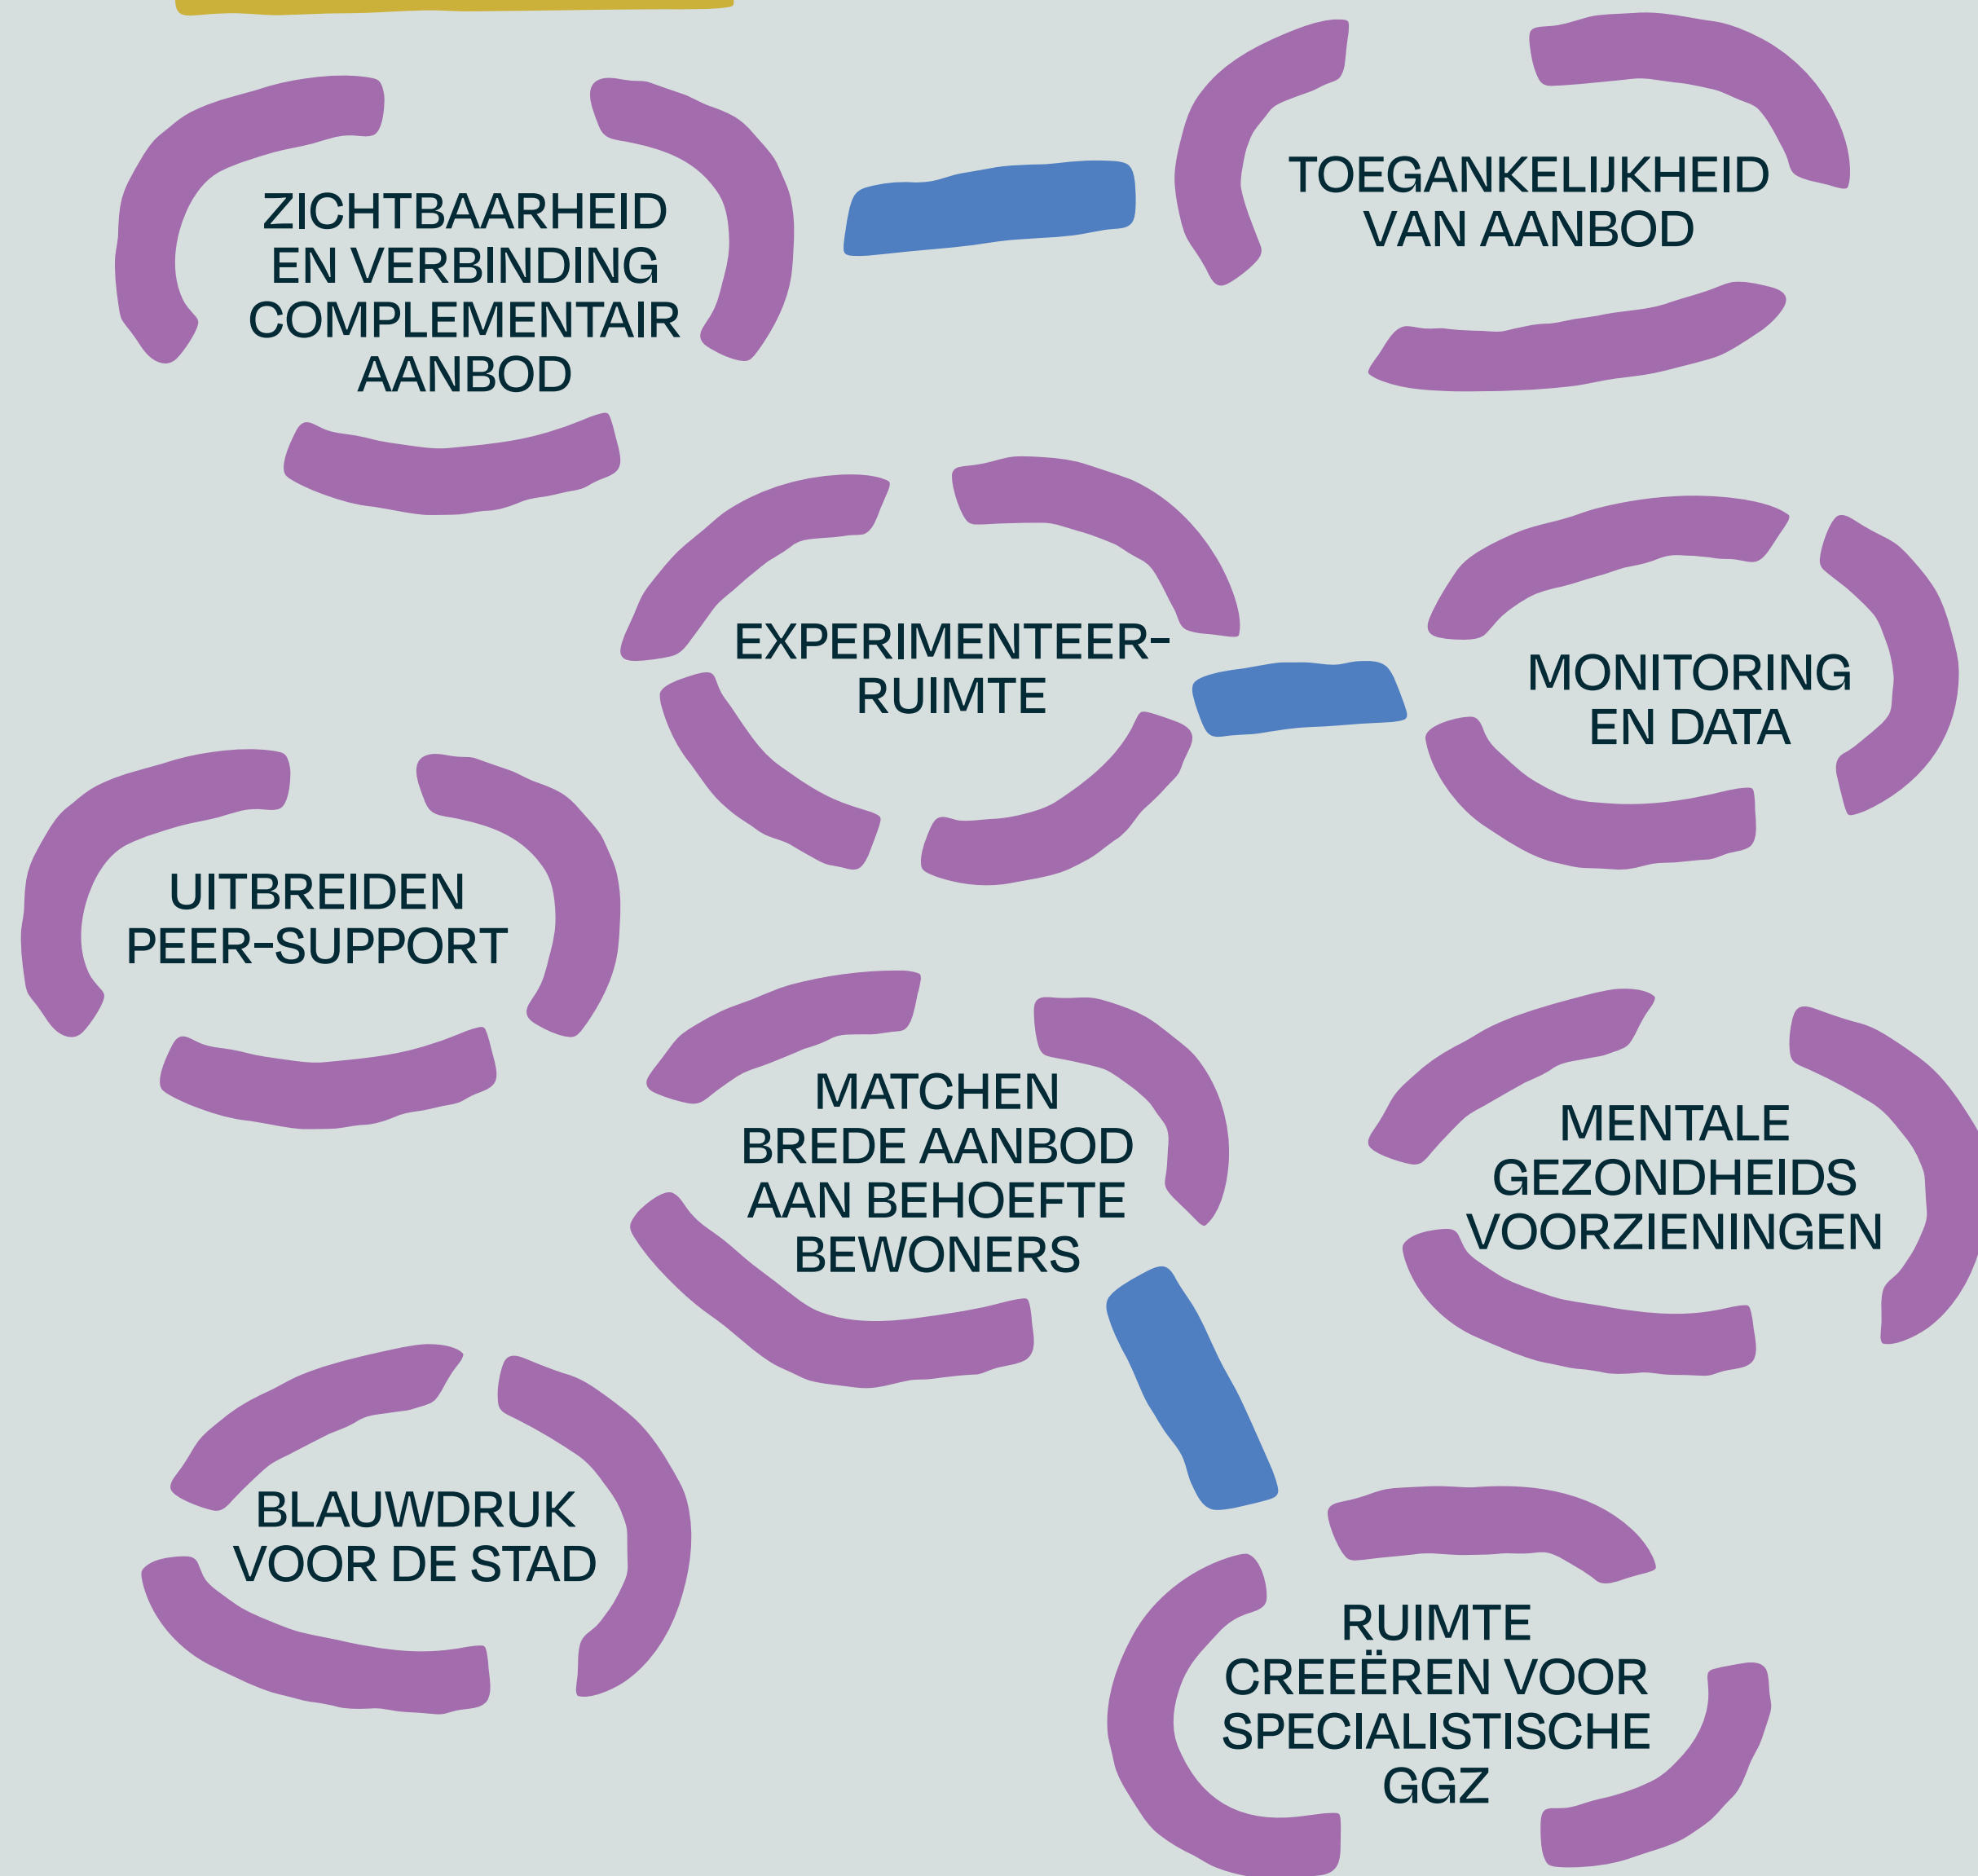 ZICHTBAARHEID
EN VERBINDING
COMPLEMENTAIR
AANBOD
TOEGANKELIJKHEID
VAN AANBOD
EXPERIMENTEER-
RUIMTE
MONITORING
EN DATA
UITBREIDEN
PEER-SUPPORT
MATCHEN
BREDE AANBOD
AAN BEHOEFTE
BEWONERS
MENTALE
GEZONDHEIDS
VOORZIENINGEN
BLAUWDRUK
VOOR DE STAD
RUIMTE
CREEËREN VOOR
SPECIALISTISCHE
GGZ